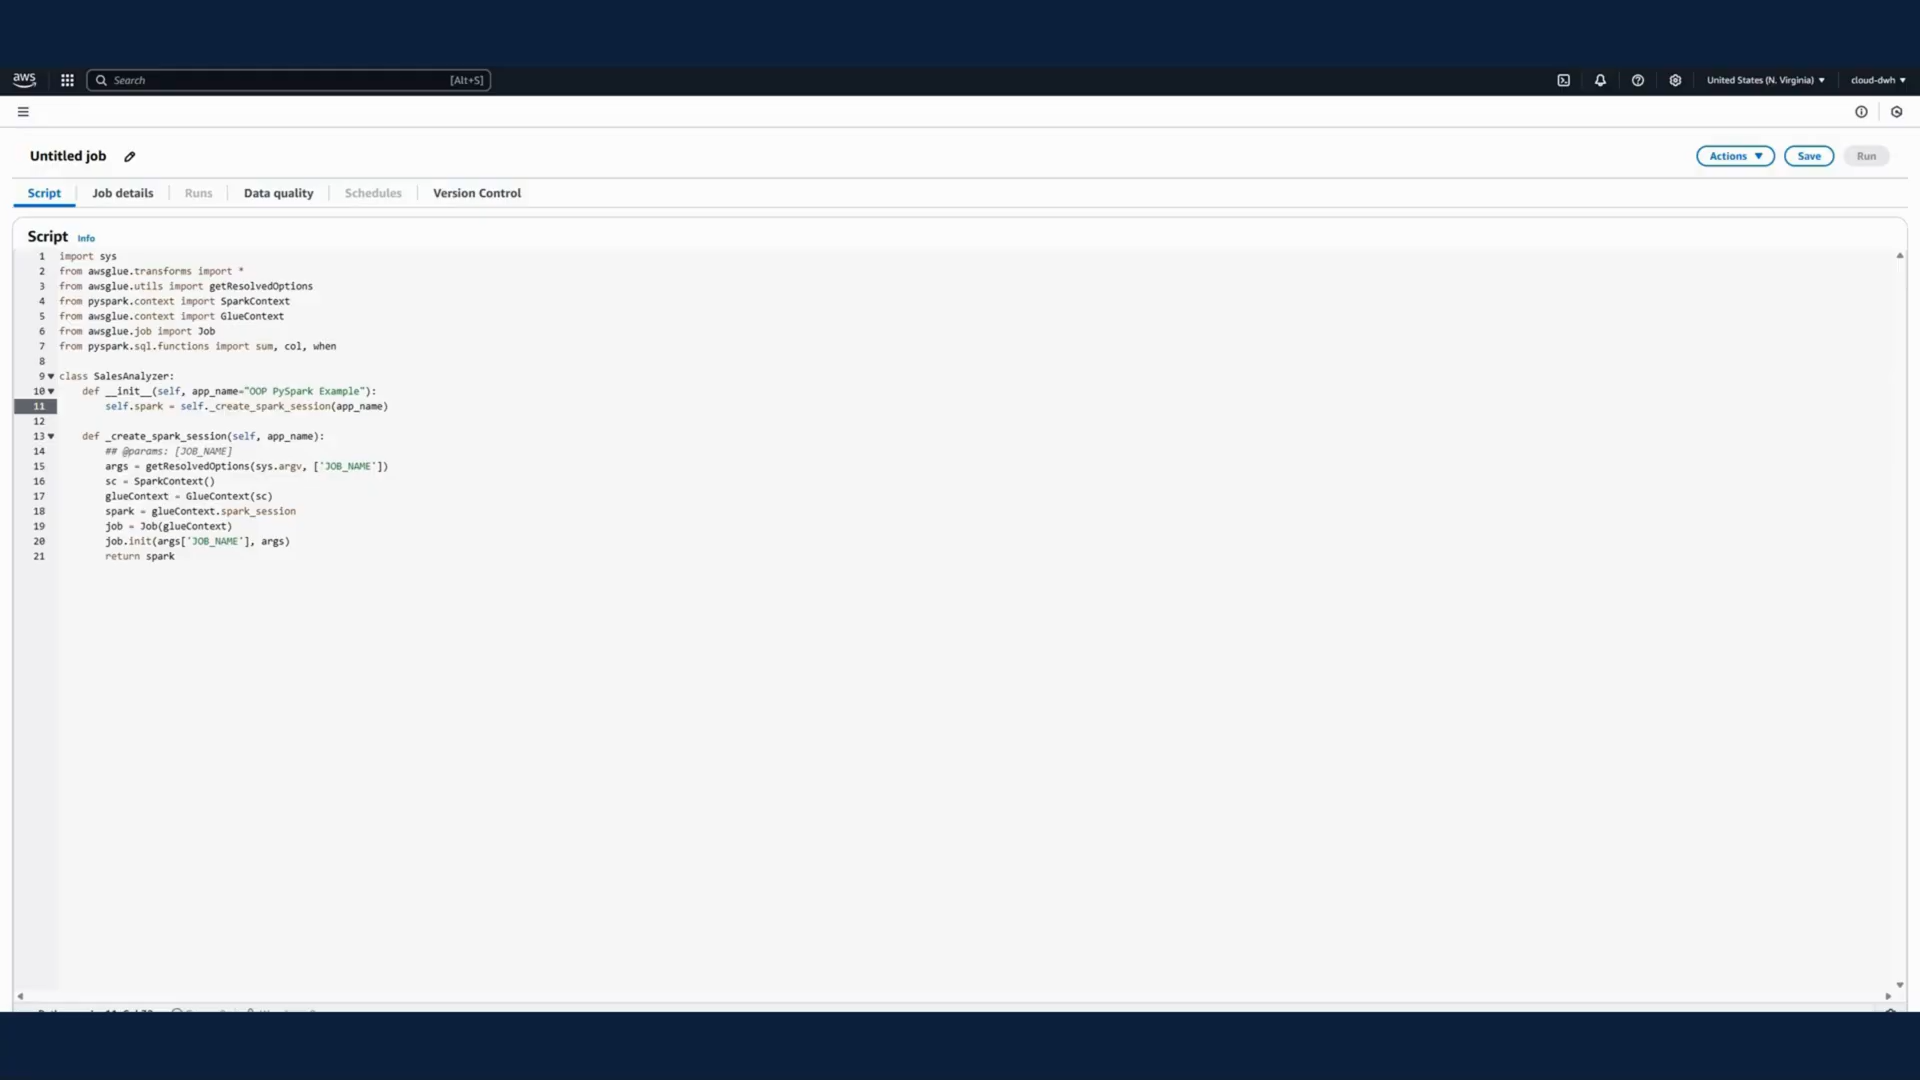 aws
Search [Alt+S]
United States (N. Virginia) ▼
cloud-dwh ▼
Untitled job
Actions ▼
Save
Run
Script
Job details
Runs
Data quality
Schedules
Version Control
Script Info
1 import sys
2 from awsglue.transforms import *
3 from awsglue.utils import getResolvedOptions
4 from pyspark.context import SparkContext
5 from awsglue.context import GlueContext
6 from awsglue.job import Job
7 from pyspark.sql.functions import sum, col, when
8
9 class SalesAnalyzer:
10     def __init__(self, app_name="OOP PySpark Example"):
11         self.spark = self._create_spark_session(app_name)
12
13     def _create_spark_session(self, app_name):
14         ## @params: [JOB_NAME]
15         args = getResolvedOptions(sys.argv, ['JOB_NAME'])
16         sc = SparkContext()
17         glueContext = GlueContext(sc)
18         spark = glueContext.spark_session
19         job = Job(glueContext)
20         job.init(args['JOB_NAME'], args)
21         return spark